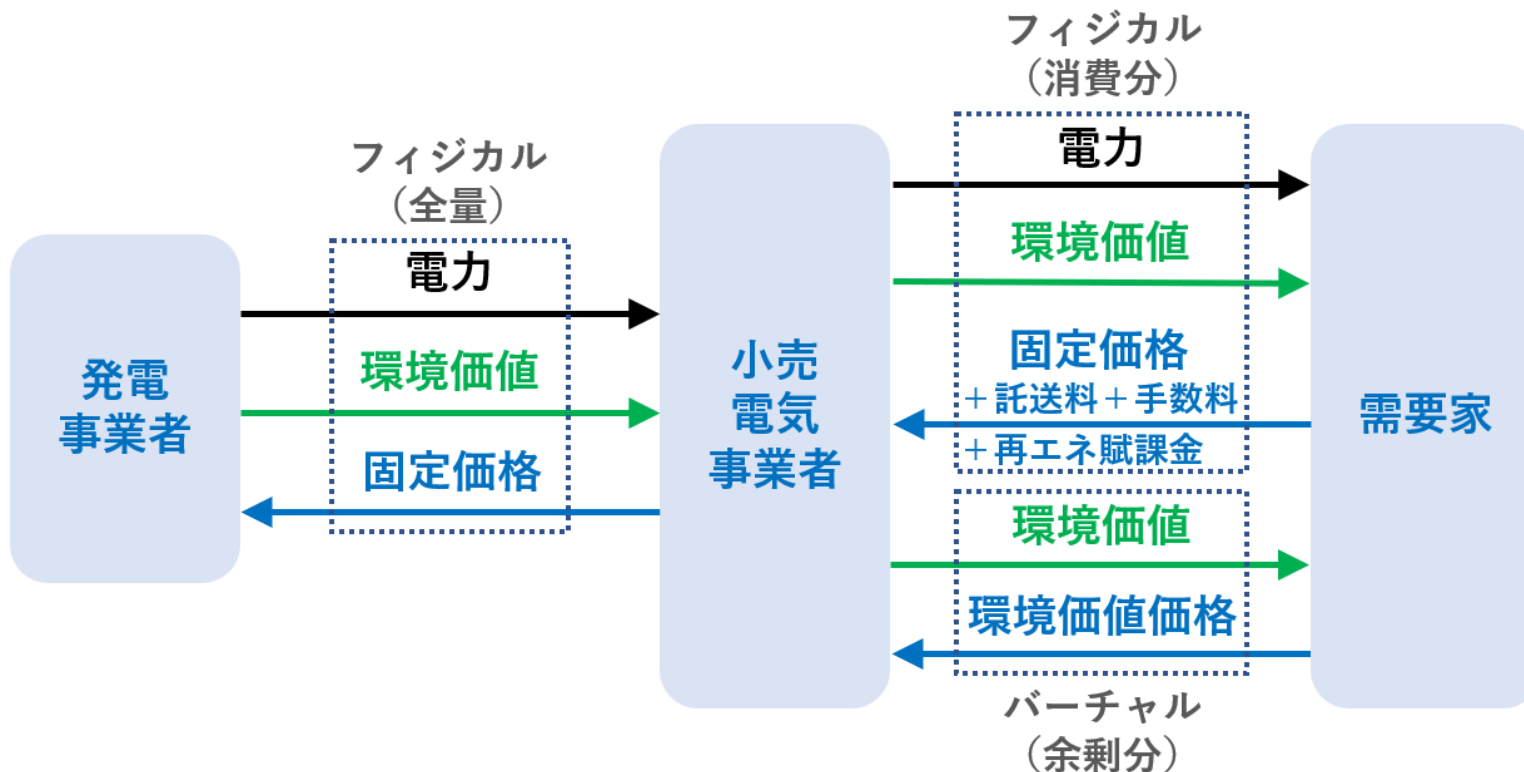 フィジカル
（全量）
発電
事業者
電力
環境価値
固定価格
小売
電気
事業者
フィジカル
（消費分）
電力
環境価値
固定価格
＋託送料＋手数料
＋再エネ賦課金
環境価値
環境価値価格
バーチャル
（余剰分）
需要家